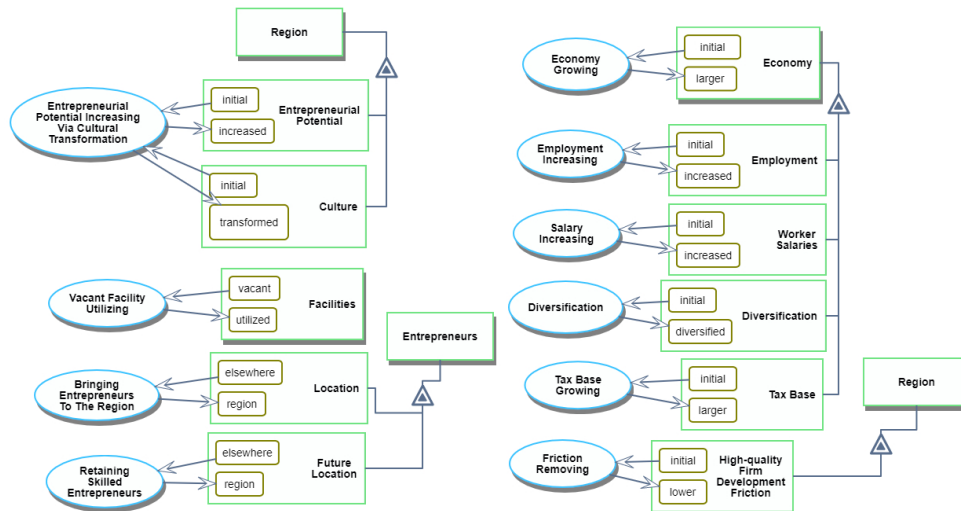 Region
Entrepreneurial
Potential Increasing
Via Cultural
Transformation
initial
increased
Entrepreneurial
Potential
initial
transformed
Culture
Vacant Facility
Utilizing
vacant
utilized
Facilities
Entrepreneurs
Bringing
Entrepreneurs
To The Region
elsewhere
region
Location
Retaining
Skilled
Entrepreneurs
elsewhere
region
Future
Location
Economy
Growing
initial
larger
Economy
Employment
Increasing
initial
increased
Employment
Salary
Increasing
initial
increased
Worker
Salaries
Diversification
initial
diversified
Diversification
Tax Base
Growing
initial
larger
Tax Base
Region
Friction
Removing
initial
lower
High-quality
Firm
Development
Friction